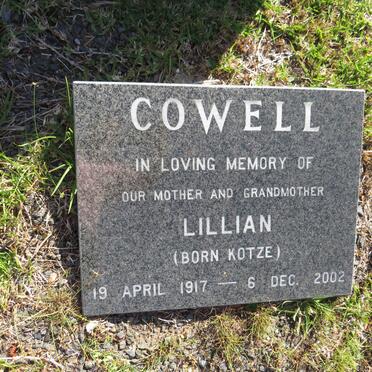 COWELL
IN LOVING MEMORY OF
OUR MOTHER AND GRANDMOTHER
LILLIAN
(BORN KOTZE)
19 APRIL 1917 — 6 DEC. 2002